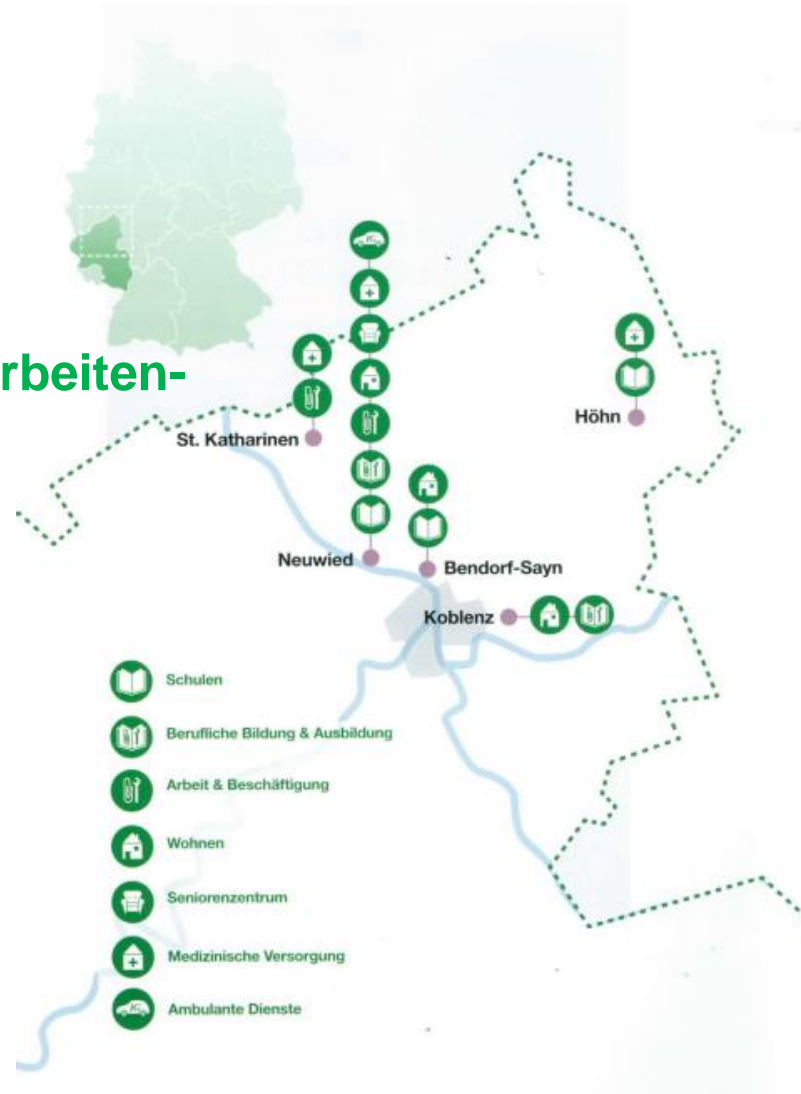 rbeiten-
Höhn
St. Katharinen
Neuwied
Bendorf-Sayn
Koblenz
Schulen
Berufliche Bildung & Ausbildung
Arbeit & Beschäftigung
Wohnen
Seniorenzentrum
Medizinische Versorgung
Ambulante Dienste